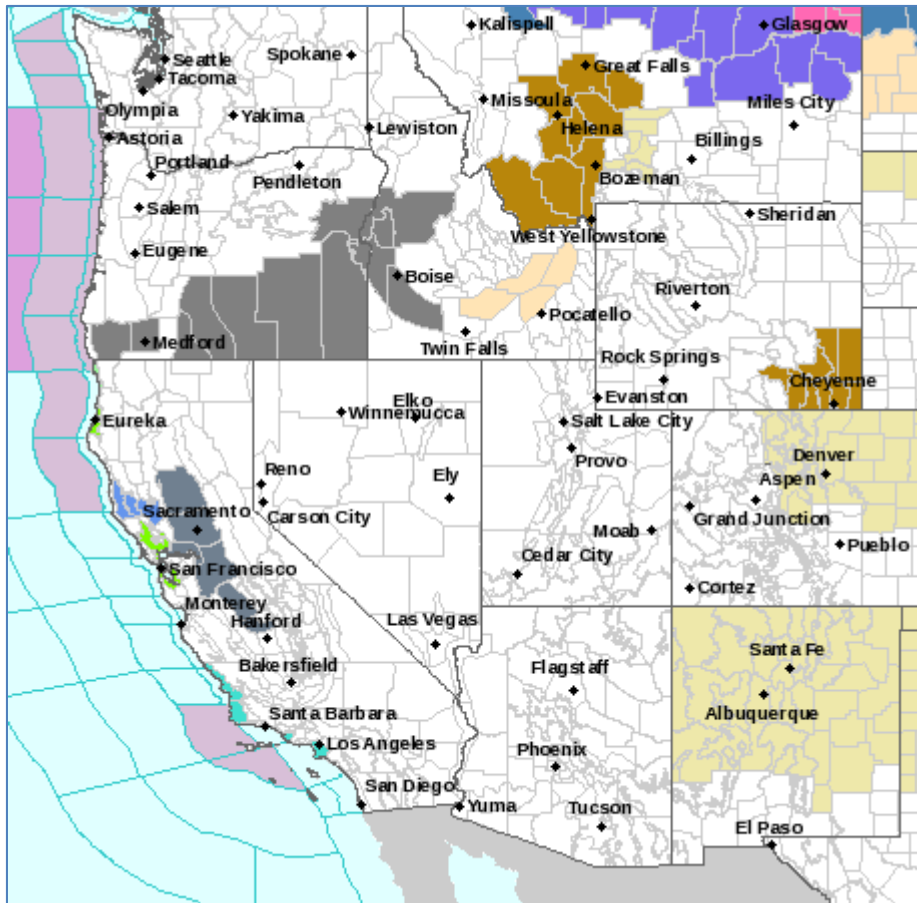 Kalispell
Glasgow
Seattle
Spokane
Great Falls
Tacoma
Missoula
Olympia
Miles City
Yakima
Helena
Lewiston
Astoria
Billings
Portland
Pendleton
Bozeman
Salem
Sheridan
West Yellowstone
Eugene
Boise
Riverton
Pocatello
Medford
Twin Falls
Rock Springs
Cheyenne
Elko
Evanston
Winnemucca
Eureka
Salt Lake City
Provo
Denver
Reno
Ely
Aspen
Sacramento
Carson City
Grand Junction
Moab
Pueblo
Cedar City
San Francisco
Cortez
Monterey
Hanford
Las Vegas
Santa Fe
Bakersfield
Flagstaff
Albuquerque
Santa Barbara
Los Angeles
Phoenix
San Diego
Yuma
Tucson
El Paso